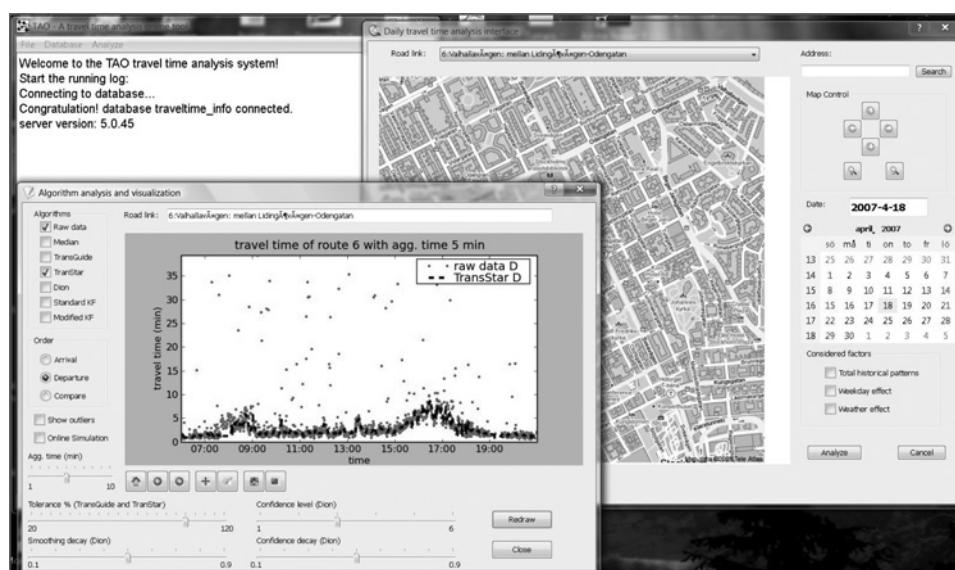 TAO - A travel time analysis online tool
File Database Analyze
Welcome to the TAO travel time analysis system!
Start the running log:
Connecting to database...
Congratulation! database traveltime_info connected.
server version: 5.0.45
Daily travel time analysis interface
Road link:
6:ValhallavÃ¤gen: mellan LidingÃ¶vÃ¤gen-Odengatan
Address:
Search
Map Control
Date:
2007-4-18
april, 2007
sö må ti on to fr lö
13 25 26 27 28 29 30 31
14 1 2 3 4 5 6 7
15 8 9 10 11 12 13 14
16 15 16 17 18 19 20 21
17 22 23 24 25 26 27 28
18 29 30 1 2 3 4 5
Considered factors
Total historical patterns
Weekday effect
Weather effect
Analyze
Cancel
Algorithm analysis and visualization
Algorithms
Raw data
Median
TransGuide
TranStar
Dion
Standard KF
Modified KF
Order
Arrival
Departure
Compare
Show outliers
Online Simulation
Agg. time (min)
1 10
Road link:
6:ValhallavÃ¤gen: mellan LidingÃ¶vÃ¤gen-Odengatan
travel time of route 6 with agg. time 5 min
raw data D
TransStar D
travel time (min)
35
30
25
20
15
10
5
0
07:00 09:00 11:00 13:00 15:00 17:00 19:00
time
Tolerance % (TransGuide and TranStar)
20 120
Confidence level (Dion)
1 6
Smoothing decay (Dion)
0.1 0.9
Confidence decay (Dion)
0.1 0.9
Redraw
Close